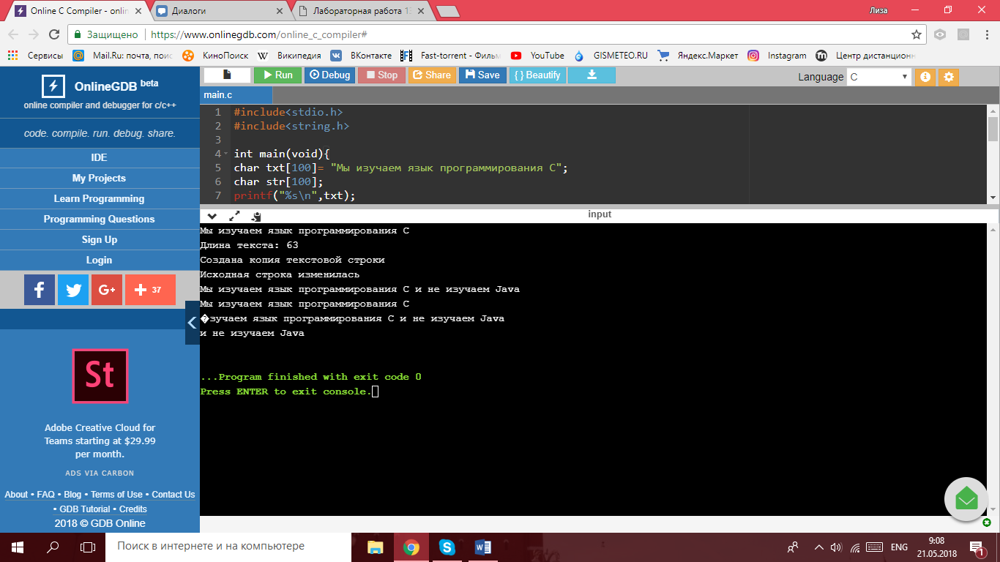 Online C Compiler - onlin
Диалоги
Лабораторная работа 1
Лиза
Защищено
https://www.onlinegdb.com/online_c_compiler#
Сервисы
Mail.Ru: почта, поис
КиноПоиск
Википедия
ВКонтакте
Fast-torrent - Фильм
YouTube
GISMETEO.RU
Яндекс.Маркет
Instagram
Центр дистанционн
OnlineGDB beta
online compiler and debugger for c/c++
code. compile. run. debug. share.
IDE
My Projects
Learn Programming
Programming Questions
Sign Up
Login
37
St
Adobe Creative Cloud for
Teams starting at $29.99
per month.
ADS VIA CARBON
About • FAQ • Blog • Terms of Use • Contact Us
• GDB Tutorial • Credits
2018 © GDB Online
Run
Debug
Stop
Share
Save
{ } Beautify
Language
C
main.c
1 #include<stdio.h>
2 #include<string.h>
3
4 int main(void){
5 char txt[100]= "Мы изучаем язык программирования С";
6 char str[100];
7 printf("%s\n",txt);
input
Мы изучаем язык программирования С
Длина текста: 63
Создана копия текстовой строки
Исходная строка изменилась
Мы изучаем язык программирования С и не изучаем Java
Мы изучаем язык программирования С
�зучаем язык программирования С и не изучаем Java
и не изучаем Java
...Program finished with exit code 0
Press ENTER to exit console.
Поиск в интернете и на компьютере
ENG
9:08
21.05.2018
1